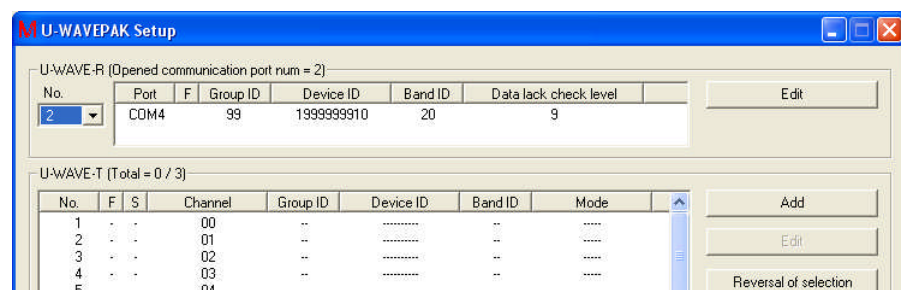 U-WAVEPAK Setup
U-WAVE-R (Opened communication port num = 2)
No. Port F Group ID Device ID Band ID Data lack check level Edit
2 COM4 99 1999999910 20 9
U-WAVE-T (Total = 0 / 3)
No. F S Channel Group ID Device ID Band ID Mode Add
1 - - 00 -- ---------- -- -----
2 - - 01 -- ---------- -- ----- Edit
3 - - 02 -- ---------- -- -----
4 - - 03 -- ---------- -- ----- Reversal of selection